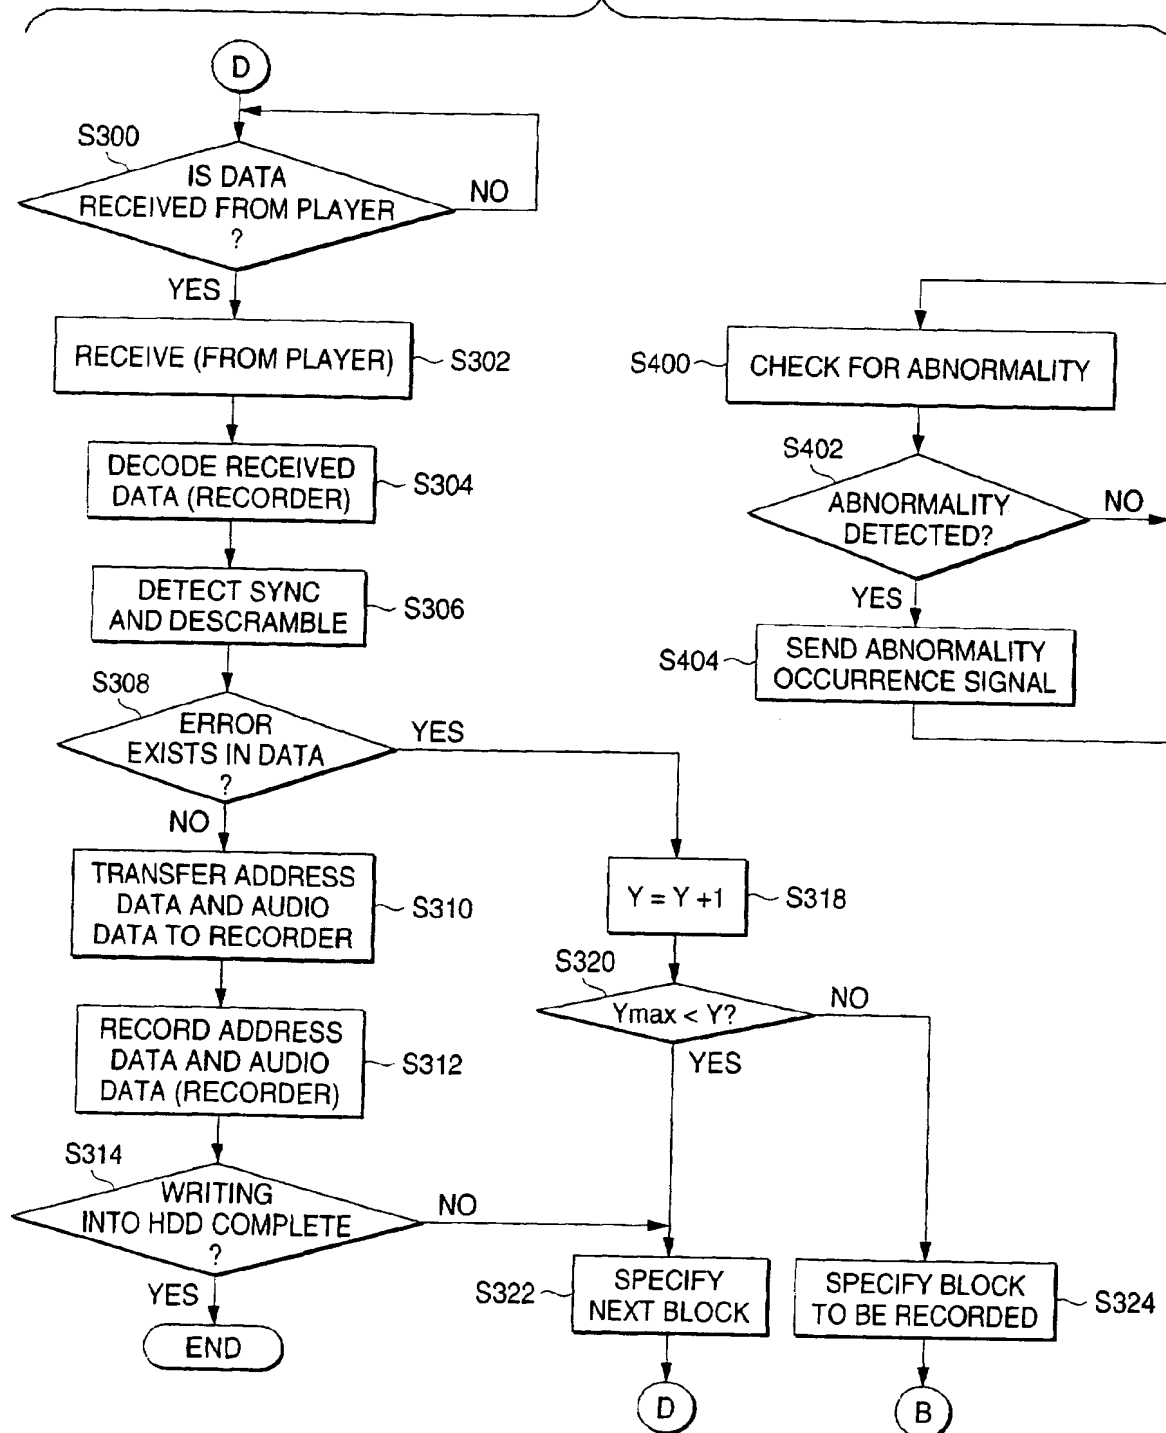 D
S300
IS DATA
RECEIVED FROM PLAYER
?
NO
YES
RECEIVE (FROM PLAYER)
S302
DECODE RECEIVED
DATA (RECORDER)
S304
DETECT SYNC
AND DESCRAMBLE
S306
S308
ERROR
EXISTS IN DATA
?
YES
NO
TRANSFER ADDRESS
DATA AND AUDIO
DATA TO RECORDER
S310
RECORD ADDRESS
DATA AND AUDIO
DATA (RECORDER)
S312
S314
WRITING
INTO HDD COMPLETE
?
NO
YES
END
Y = Y +1
S318
S320
Ymax < Y?
NO
YES
S322
SPECIFY
NEXT BLOCK
D
SPECIFY BLOCK
TO BE RECORDED
S324
B
S400
CHECK FOR ABNORMALITY
S402
ABNORMALITY
DETECTED?
NO
YES
S404
SEND ABNORMALITY
OCCURRENCE SIGNAL